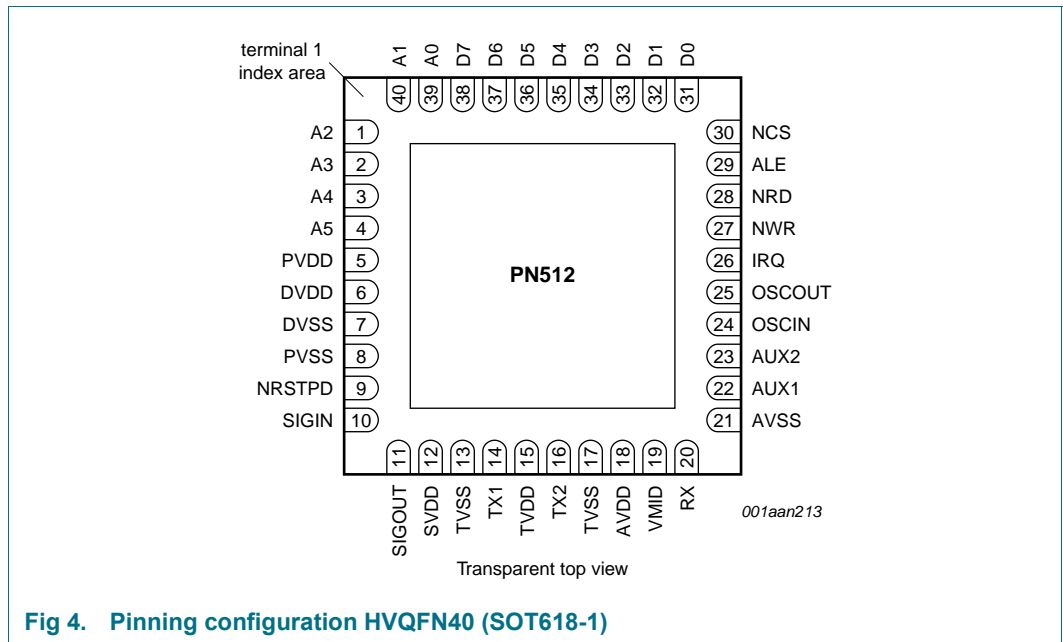 terminal 1
index area
A1 A0 D7 D6 D5 D4 D3 D2 D1 D0
40 39 38 37 36 35 34 33 32 31
A2 1 30 NCS
A3 2 29 ALE
A4 3 28 NRD
A5 4 27 NWR
PVDD 5 26 IRQ
DVDD 6 25 OSCOUT
DVSS 7 24 OSCIN
PVSS 8 23 AUX2
NRSTPD 9 22 AUX1
SIGIN 10 21 AVSS
PN512
11 12 13 14 15 16 17 18 19 20
SIGOUT SVDD TVSS TX1 TVDD TX2 TVSS AVDD VMID RX
001aan213
Transparent top view
Fig 4. Pinning configuration HVQFN40 (SOT618-1)